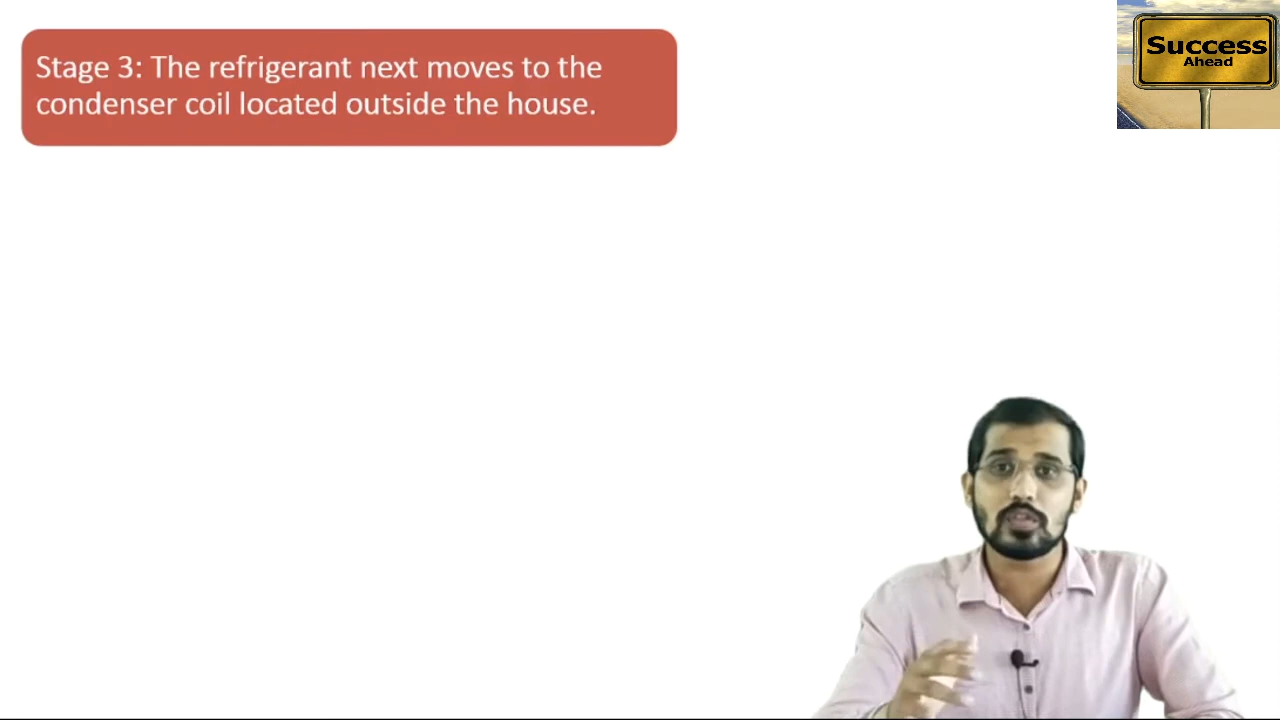 Stage 3: The refrigerant next moves to the
condenser coil located outside the house.
Success
Ahead